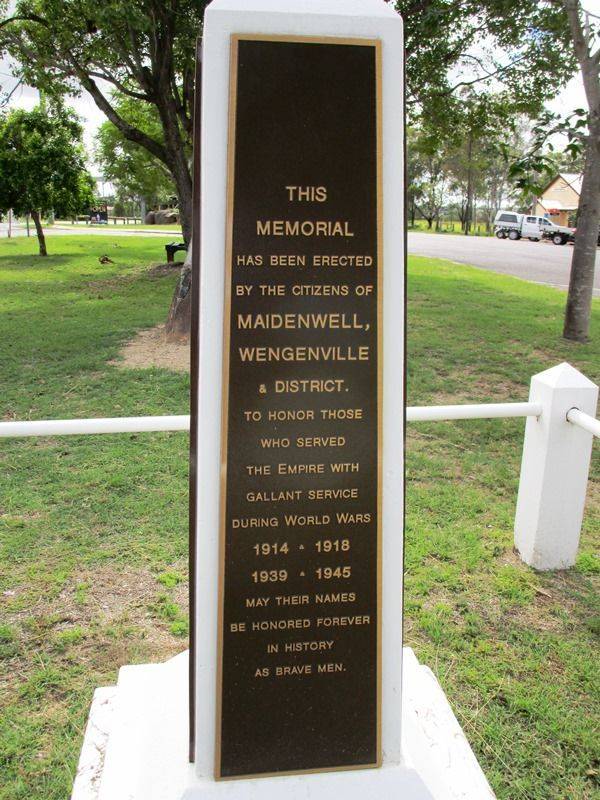 THIS
MEMORIAL
HAS BEEN ERECTED
BY THE CITIZENS OF
MAIDENWELL,
WENGENVILLE
& DISTRICT.
TO HONOR THOSE
WHO SERVED
THE EMPIRE WITH
GALLANT SERVICE
DURING WORLD WARS
1914 & 1918
1939 & 1945
MAY THEIR NAMES
BE HONORED FOREVER
IN HISTORY
AS BRAVE MEN.